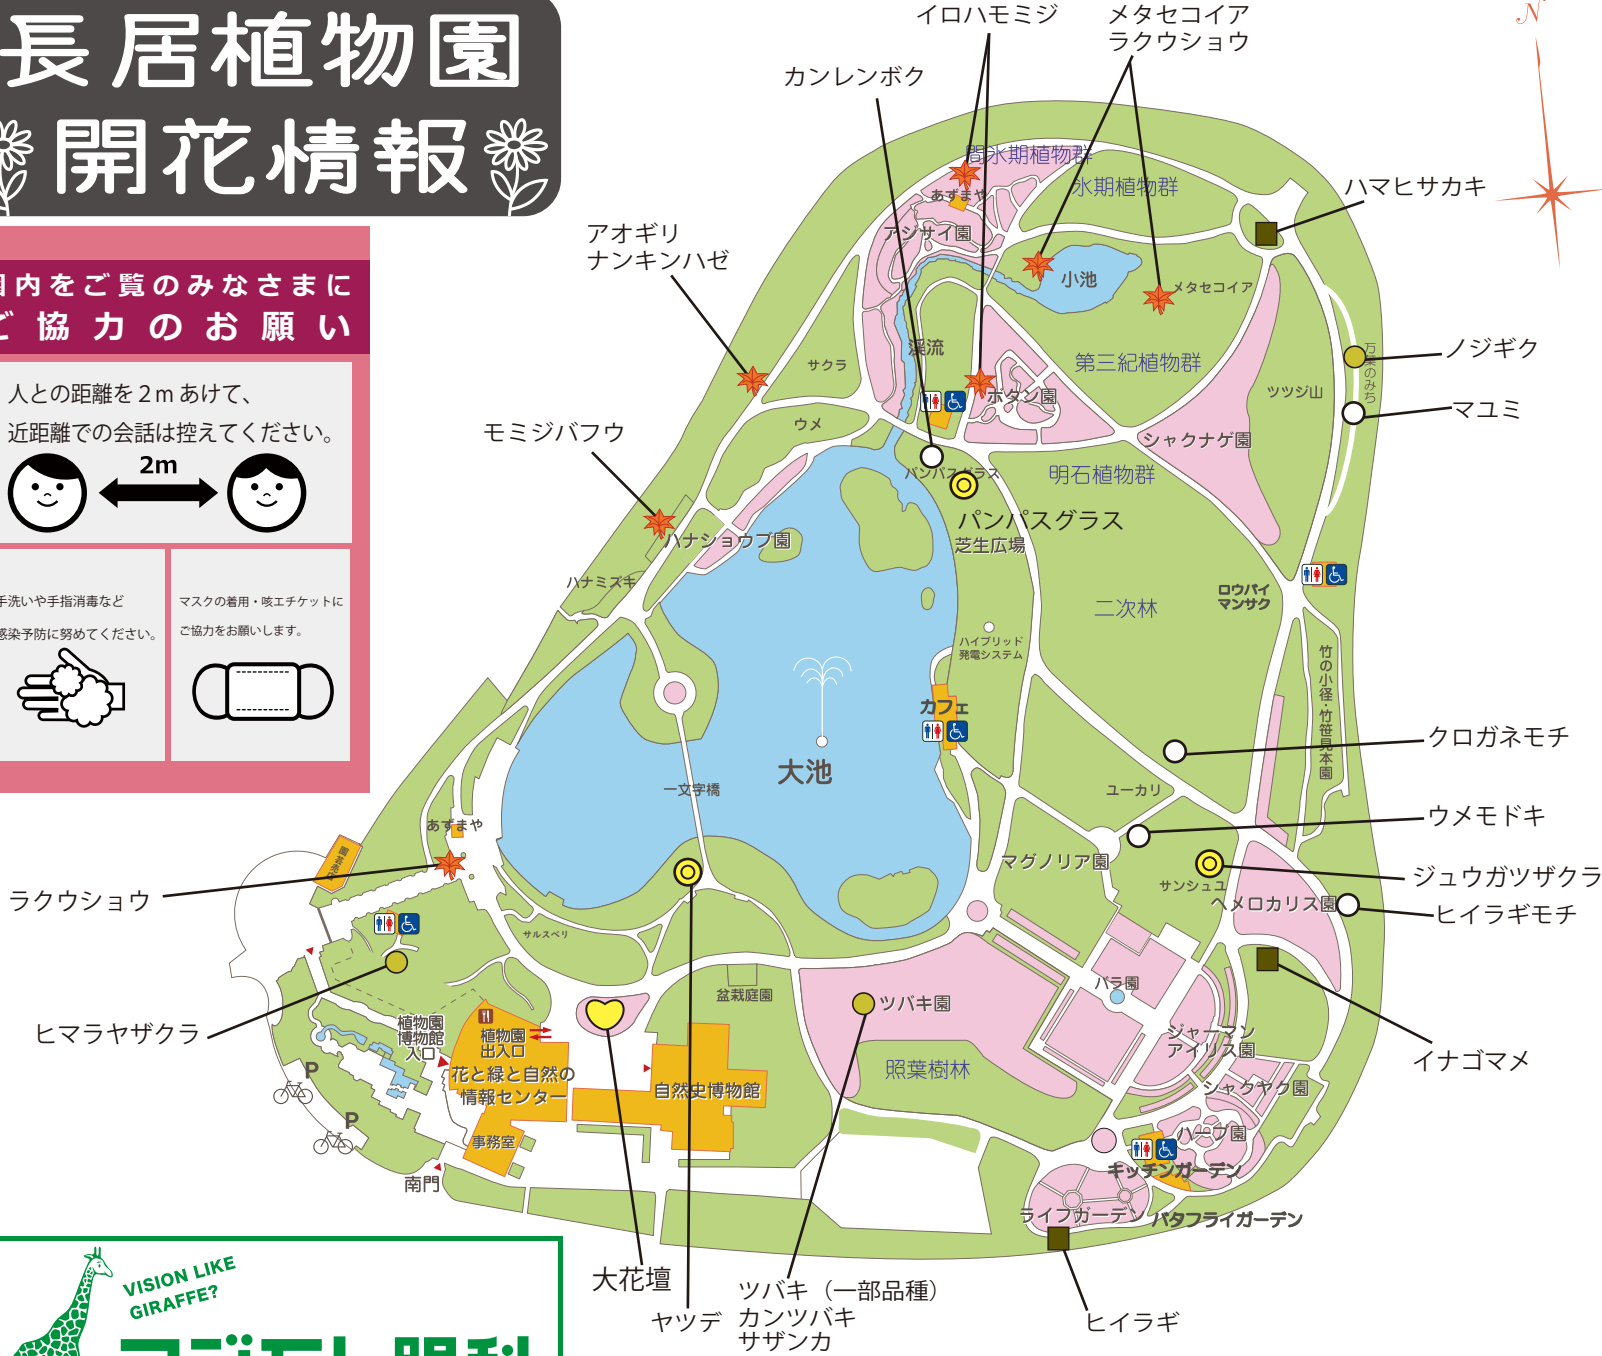 長居植物園
開花情報
内をご覧のみなさまに
ご協力のお願い
人との距離を2mあけて、
近距離での会話は控えてください。
2m
手洗いや手指消毒など
感染予防に努めてください。
マスクの着用・咳エチケットに
ご協力をお願いします。
N
イロハモミジ
メタセコイア
ラクウショウ
カンレンボク
ハマヒサカキ
アオギリ
ナンキンハゼ
ノジギク
マユミ
モミジバフウ
間氷期植物群
氷期植物群
あずまや
アジサイ園
小池
メタセコイア
渓流
第三紀植物群
サクラ
ボタン園
ツツジ山
万葉のみち
ウメ
シャクナゲ園
パンパスグラス
明石植物群
パンパスグラス
芝生広場
ハナショウブ園
ハナミズキ
ロウバイ
マンサク
二次林
ハイブリッド
発電システム
竹の小径・竹笹見本園
カフェ
大池
クロガネモチ
一文字橋
ユーカリ
ウメモドキ
あずまや
マグノリア園
サンシュユ
ジュウガツザクラ
ヘメロカリス園
ヒイラギモチ
ラクウショウ
サルスベリ
盆栽庭園
ツバキ園
バラ園
ヒマラヤザクラ
植物園
博物館
入口
植物園
出入口
ジャーマン
アイリス園
イナゴマメ
花と緑と自然の
情報センター
自然史博物館
照葉樹林
シャクヤク園
P
P
事務室
ハーブ園
キッチンガーデン
南門
ライフガーデン
バタフライガーデン
大花壇
ヤツデ
ツバキ（一部品種）
カンツバキ
サザンカ
ヒイラギ
VISION LIKE
GIRAFFE?